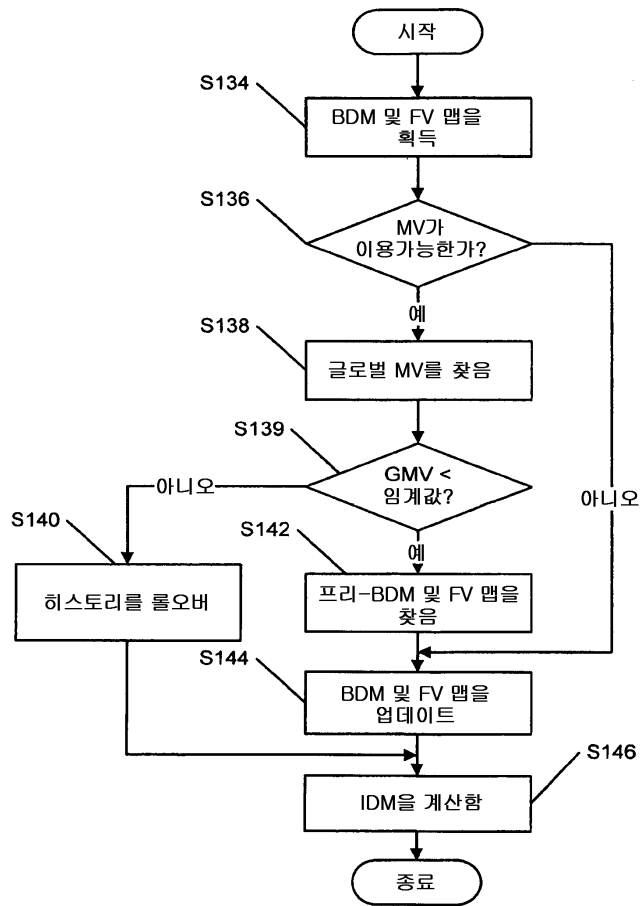 시작
S134
BDM 및 FV 맵을
획득
S136
MV가
이용가능한가?
예
S138
글로벌 MV를 찾음
S139
GMV <
임계값?
아니오
아니오
S140
S142
예
히스토리를 롤오버
프리-BDM 및 FV 맵을
찾음
S144
BDM 및 FV 맵을
업데이트
S146
IDM을 계산함
종료